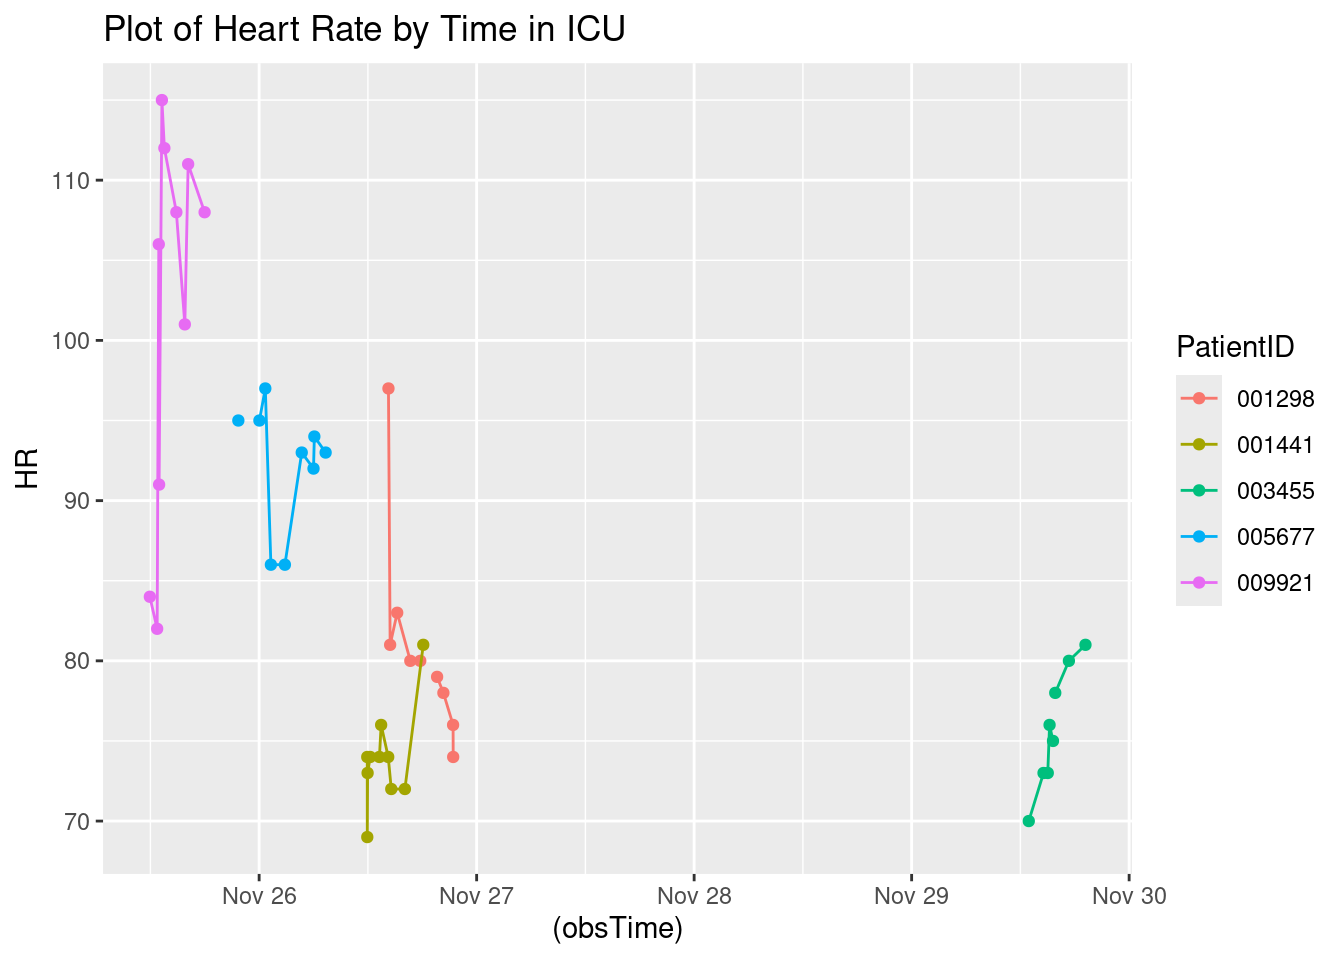 Plot of Heart Rate by Time in ICU
110
100
90
80
70
HR
Nov 26
Nov 27
Nov 28
Nov 29
Nov 30
(obsTime)
PatientID
001298
001441
003455
005677
009921